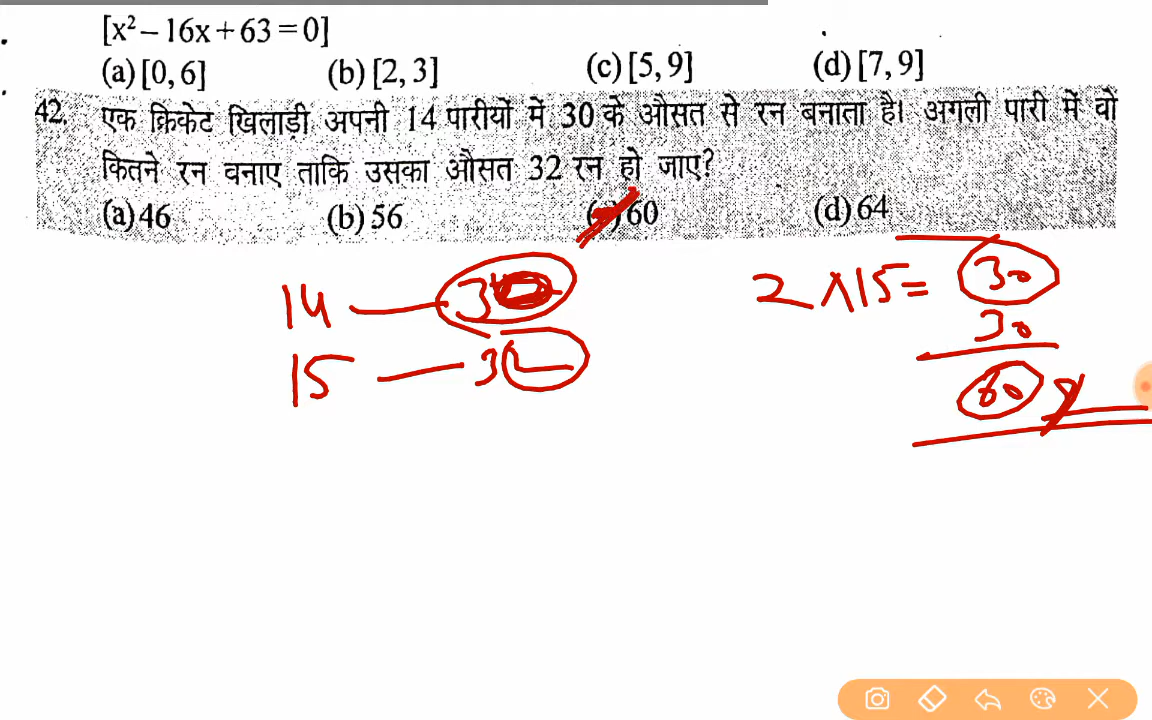 [x² – 16x + 63 = 0]
(a) [0, 6] (b) [2, 3] (c) [5, 9] (d) [7, 9]
42. एक क्रिकेट खिलाड़ी अपनी 14 पारीयों में 30 के औसत से रन बनाता है। अगली पारी में वो
कितने रन बनाए ताकि उसका औसत 32 रन हो जाए?
(a) 46 (b) 56 (c) 60 (d) 64
14 — 30 2 × 15 = 30
30
15 — 32
60